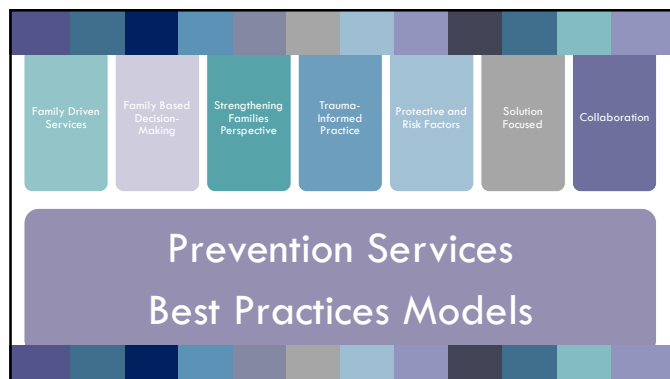 Family Driven
Services
Family Based
Decision-
Making
Strengthening
Families
Perspective
Trauma-
Informed
Practice
Protective and
Risk Factors
Solution
Focused
Collaboration
Prevention Services
Best Practices Models